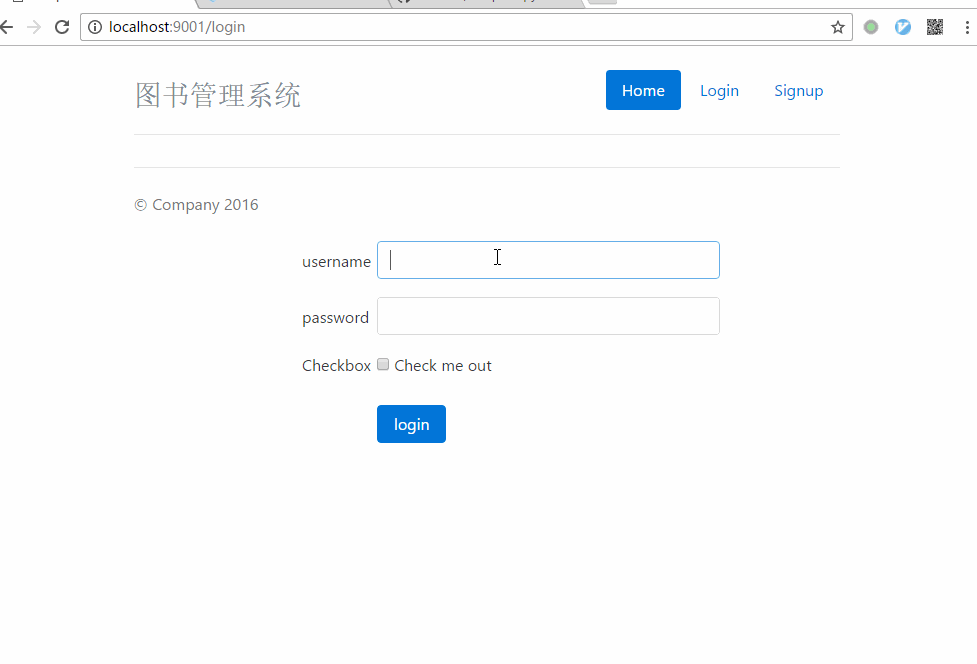 localhost:9001/login
图书管理系统
Home Login Signup
© Company 2016
username
password
Checkbox Check me out
login